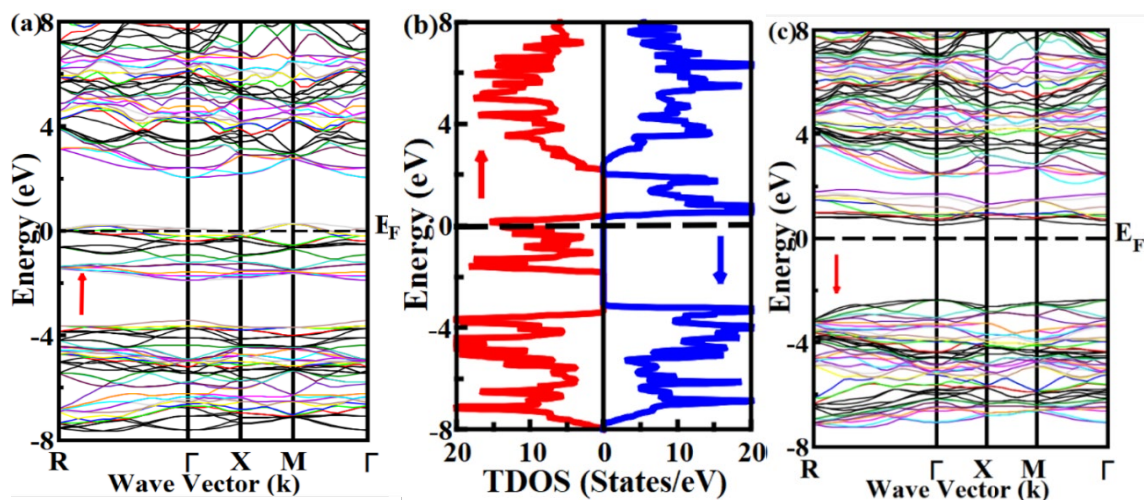 (a)
8
4
0
-4
-8
Energy (eV)
E_F
R Γ X M Γ
Wave Vector (k)
(b)
8
4
0
-4
-8
Energy (eV)
20 10 0 10 20
TDOS (States/eV)
(c)
8
4
0
-4
-8
Energy (eV)
E_F
R Γ X M Γ
Wave Vector (k)